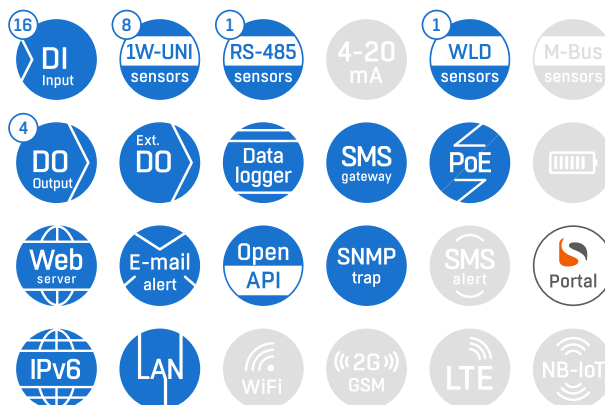 16
DI
Input
8
1W-UNI
sensors
1
RS-485
sensors
4-20
mA
1
WLD
sensors
M-Bus
sensors
4
DO
Output
Ext.
DO
Data
logger
SMS
gateway
PoE
Web
server
E-mail
alert
Open
API
SNMP
trap
SMS
alert
Portal
IPv6
LAN
WiFi
2G
GSM
LTE
NB-IoT